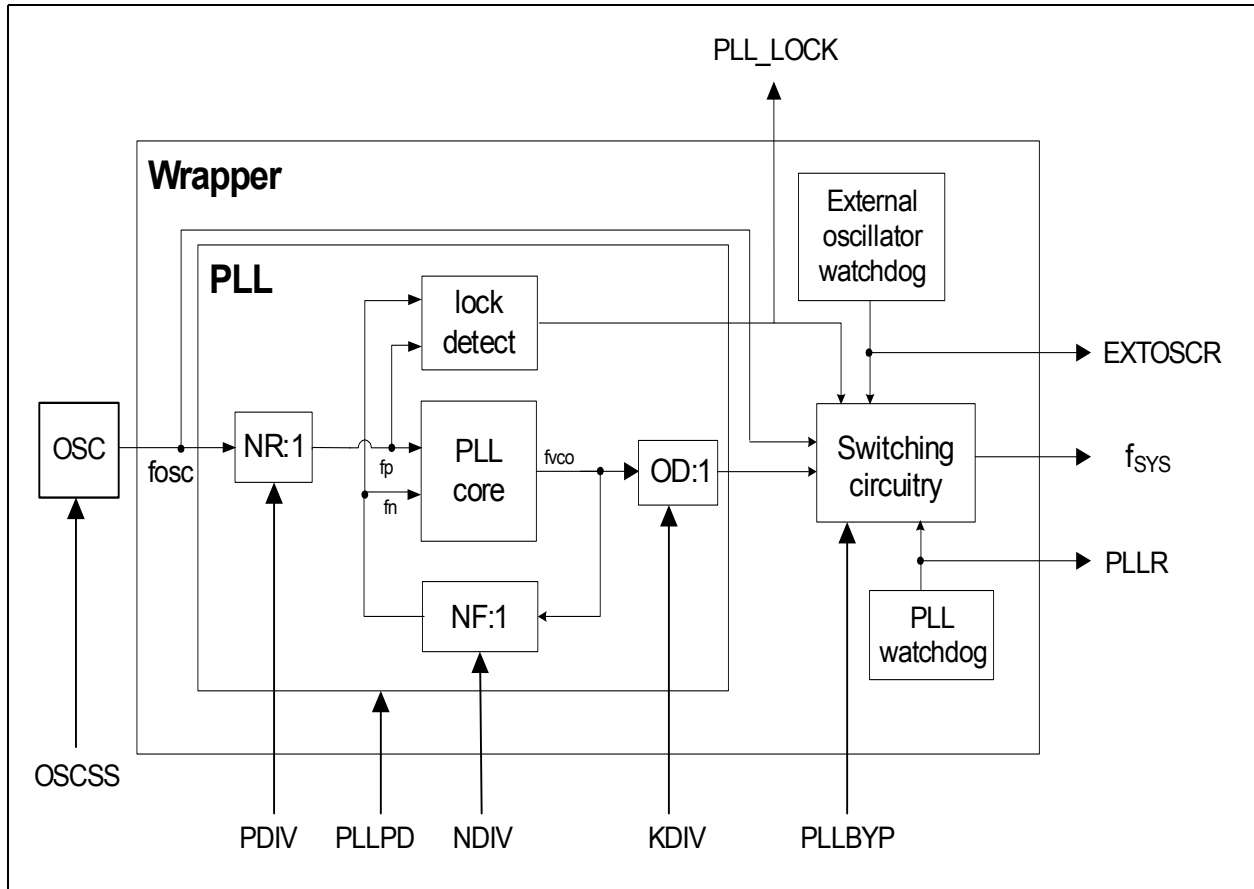 PLL_LOCK
Wrapper
External
oscillator
watchdog
PLL
lock
detect
EXTOSCR
OSC
fosc
NR:1
fp
fn
PLL
core
fvco
OD:1
Switching
circuitry
fSYS
NF:1
PLL
watchdog
PLLR
OSCSS
PDIV
PLLPD
NDIV
KDIV
PLLBYP